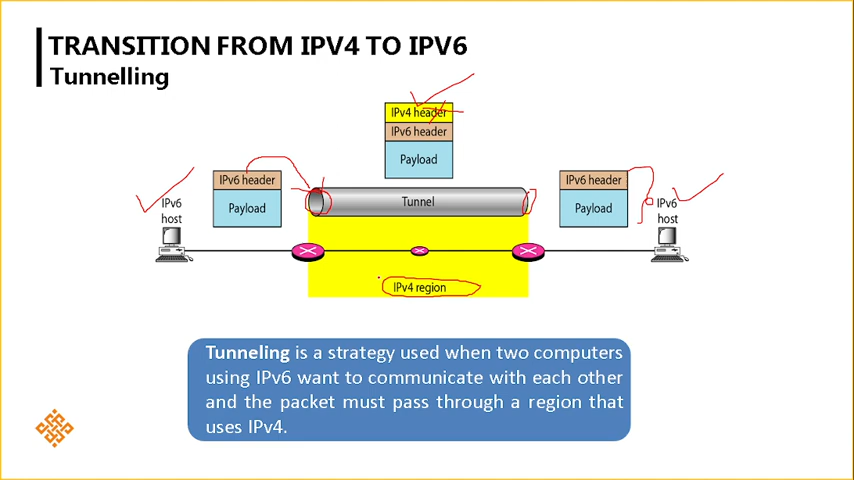 TRANSITION FROM IPV4 TO IPV6
Tunnelling
IPv4 header
IPv6 header
Payload
IPv6 header
Payload
IPv6
host
Tunnel
IPv6 header
Payload
IPv6
host
IPv4 region
Tunneling is a strategy used when two computers
using IPv6 want to communicate with each other
and the packet must pass through a region that
uses IPv4.